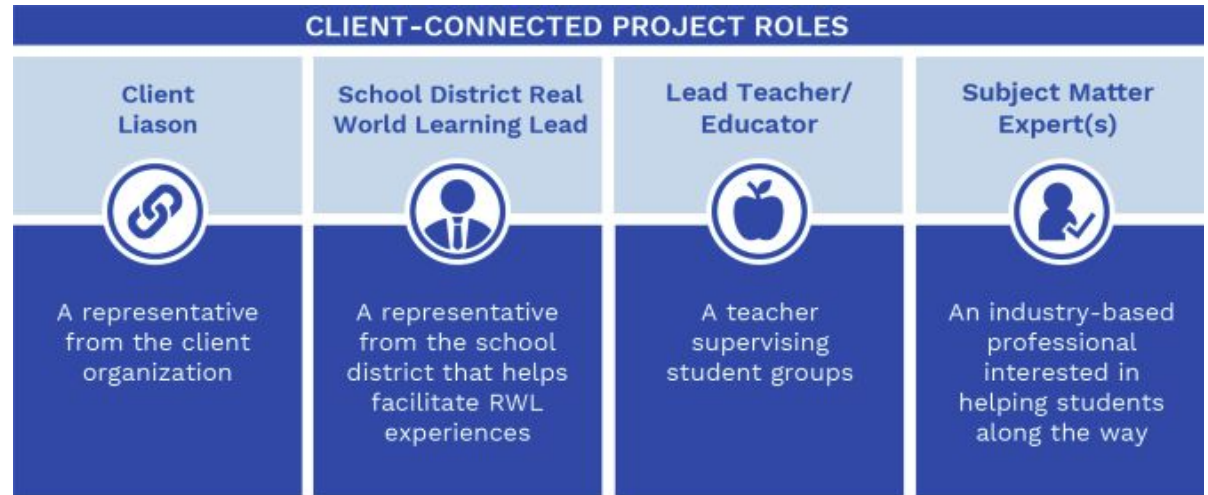 CLIENT-CONNECTED PROJECT ROLES
Client
Liason
School District Real
World Learning Lead
Lead Teacher/
Educator
Subject Matter
Expert(s)
A representative
from the client
organization
A representative
from the school
district that helps
facilitate RWL
experiences
A teacher
supervising
student groups
An industry-based
professional
interested in
helping students
along the way